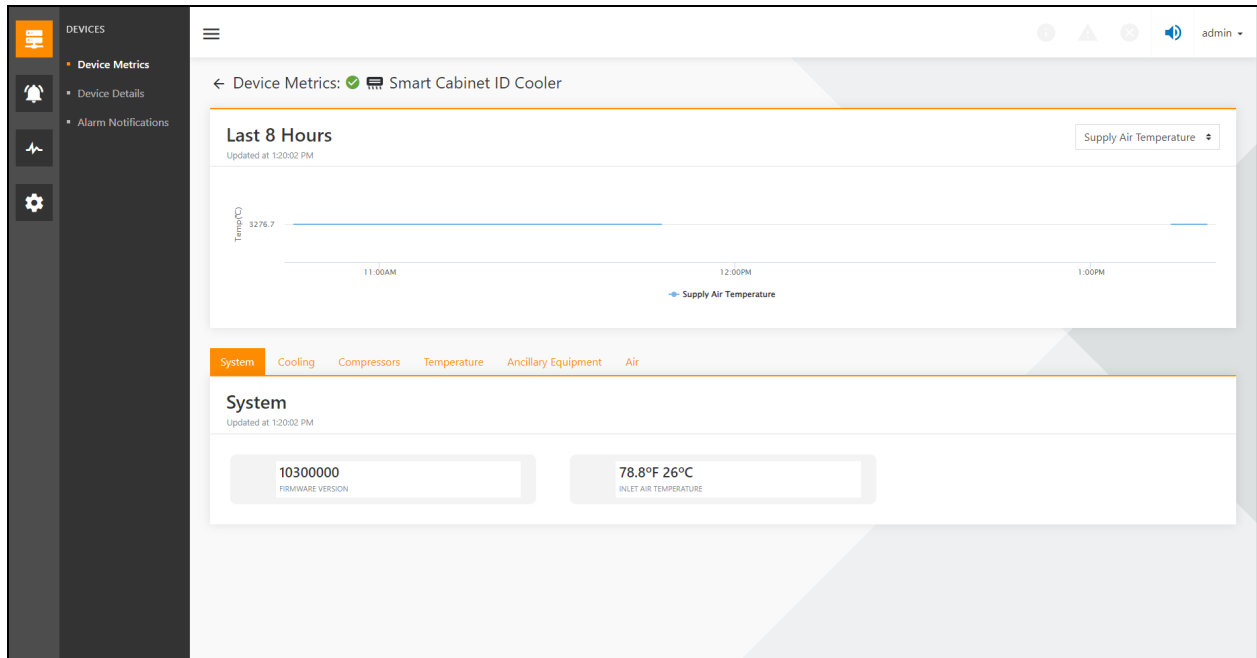 DEVICES
Device Metrics
Device Details
Alarm Notifications
admin
Device Metrics: Smart Cabinet ID Cooler
Last 8 Hours
Updated at 1:20:02 PM
Supply Air Temperature
Temp(℃)
3276.7
11:00AM 12:00PM 1:00PM
Supply Air Temperature
System Cooling Compressors Temperature Ancillary Equipment Air
System
Updated at 1:20:02 PM
10300000
FIRMWARE VERSION
78.8ºF 26ºC
INLET AIR TEMPERATURE